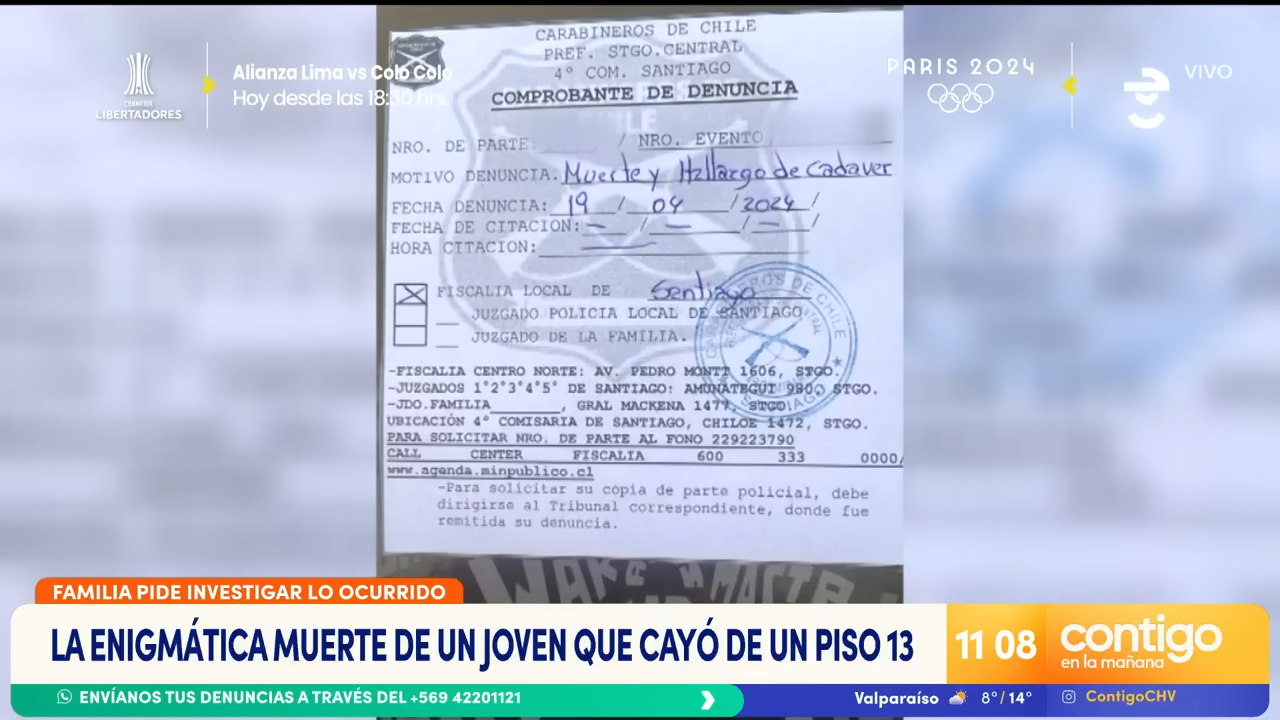 CONMEBOL
LIBERTADORES
Alianza Lima vs Colo Colo
Hoy desde las 18:30 hrs.
PARIS 2024
VIVO
CARABINEROS DE CHILE
PREF. STGO.CENTRAL
4° COM. SANTIAGO
COMPROBANTE DE DENUNCIA
NRO. DE PARTE: / NRO. EVENTO
MOTIVO DENUNCIA. Muerte y Hallazgo de Cadaver
FECHA DENUNCIA: 19 / 04 / 2024 /
FECHA DE CITACION: — / — / — /
HORA CITACION:
FISCALIA LOCAL DE Santiago
JUZGADO POLICIA LOCAL DE SANTIAGO
JUZGADO DE LA FAMILIA.
CARABINEROS DE CHILE
SANTIAGO
-FISCALIA CENTRO NORTE: AV. PEDRO MONTT 1606, STGO.
-JUZGADOS 1°2°3°4°5° DE SANTIAGO: AMUNATEGUI 980, STGO.
-JDO.FAMILIA________, GRAL MACKENA 1477, STGO
UBICACIÓN 4° COMISARIA DE SANTIAGO, CHILOE 1472, STGO.
PARA SOLICITAR NRO. DE PARTE AL FONO 229223790
CALL CENTER FISCALIA 600 333 0000/
www.agenda.minpublico.cl
-Para solicitar su copia de parte policial, debe
dirigirse al Tribunal correspondiente, donde fue
remitida su denuncia.
FAMILIA PIDE INVESTIGAR LO OCURRIDO
LA ENIGMÁTICA MUERTE DE UN JOVEN QUE CAYÓ DE UN PISO 13
11 08
contigo
en la mañana
ENVÍANOS TUS DENUNCIAS A TRAVÉS DEL +569 42201121
Valparaíso 8°/14°
ContigoCHV